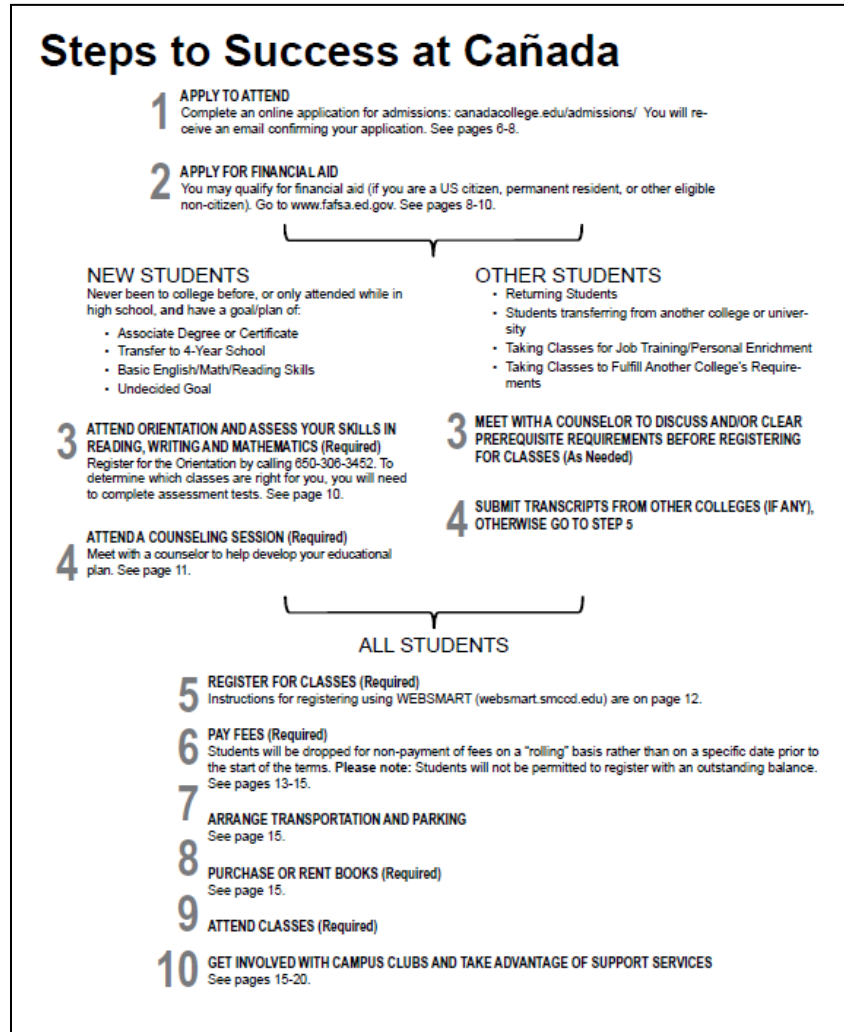 Steps to Success at Cañada
1
APPLY TO ATTEND
Complete an online application for admissions: canadacollege.edu/admissions/ You will re-
ceive an email confirming your application. See pages 6-8.
2
APPLY FOR FINANCIAL AID
You may qualify for financial aid (if you are a US citizen, permanent resident, or other eligible
non-citizen). Go to www.fafsa.ed.gov. See pages 8-10.
NEW STUDENTS
Never been to college before, or only attended while in
high school, and have a goal/plan of:
• Associate Degree or Certificate
• Transfer to 4-Year School
• Basic English/Math/Reading Skills
• Undecided Goal
3
ATTEND ORIENTATION AND ASSESS YOUR SKILLS IN
READING, WRITING AND MATHEMATICS (Required)
Register for the Orientation by calling 650-306-3452. To
determine which classes are right for you, you will need
to complete assessment tests. See page 10.
4
ATTEND A COUNSELING SESSION (Required)
Meet with a counselor to help develop your educational
plan. See page 11.
OTHER STUDENTS
• Returning Students
• Students transferring from another college or univer-
sity
• Taking Classes for Job Training/Personal Enrichment
• Taking Classes to Fulfill Another College's Require-
ments
3
MEET WITH A COUNSELOR TO DISCUSS AND/OR CLEAR
PREREQUISITE REQUIREMENTS BEFORE REGISTERING
FOR CLASSES (As Needed)
4
SUBMIT TRANSCRIPTS FROM OTHER COLLEGES (IF ANY),
OTHERWISE GO TO STEP 5
ALL STUDENTS
5
REGISTER FOR CLASSES (Required)
Instructions for registering using WEBSMART (websmart.smccd.edu) are on page 12.
6
PAY FEES (Required)
Students will be dropped for non-payment of fees on a "rolling" basis rather than on a specific date prior to
the start of the terms. Please note: Students will not be permitted to register with an outstanding balance.
See pages 13-15.
7
ARRANGE TRANSPORTATION AND PARKING
See page 15.
8
PURCHASE OR RENT BOOKS (Required)
See page 15.
9
ATTEND CLASSES (Required)
10
GET INVOLVED WITH CAMPUS CLUBS AND TAKE ADVANTAGE OF SUPPORT SERVICES
See pages 15-20.